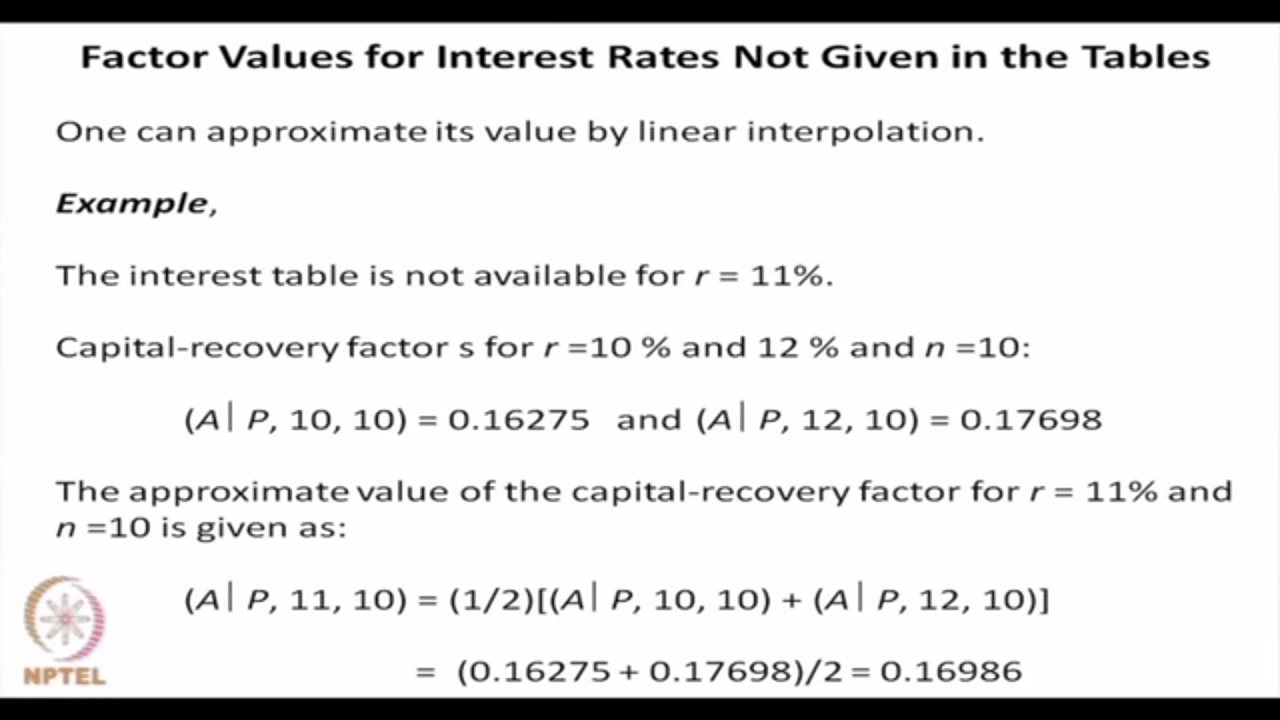 Factor Values for Interest Rates Not Given in the Tables
One can approximate its value by linear interpolation.
Example,
The interest table is not available for r = 11%.
Capital-recovery factor s for r =10 % and 12 % and n =10:
(A| P, 10, 10) = 0.16275 and (A| P, 12, 10) = 0.17698
The approximate value of the capital-recovery factor for r = 11% and
n =10 is given as:
(A| P, 11, 10) = (1/2)[(A| P, 10, 10) + (A| P, 12, 10)]
= (0.16275 + 0.17698)/2 = 0.16986
NPTEL